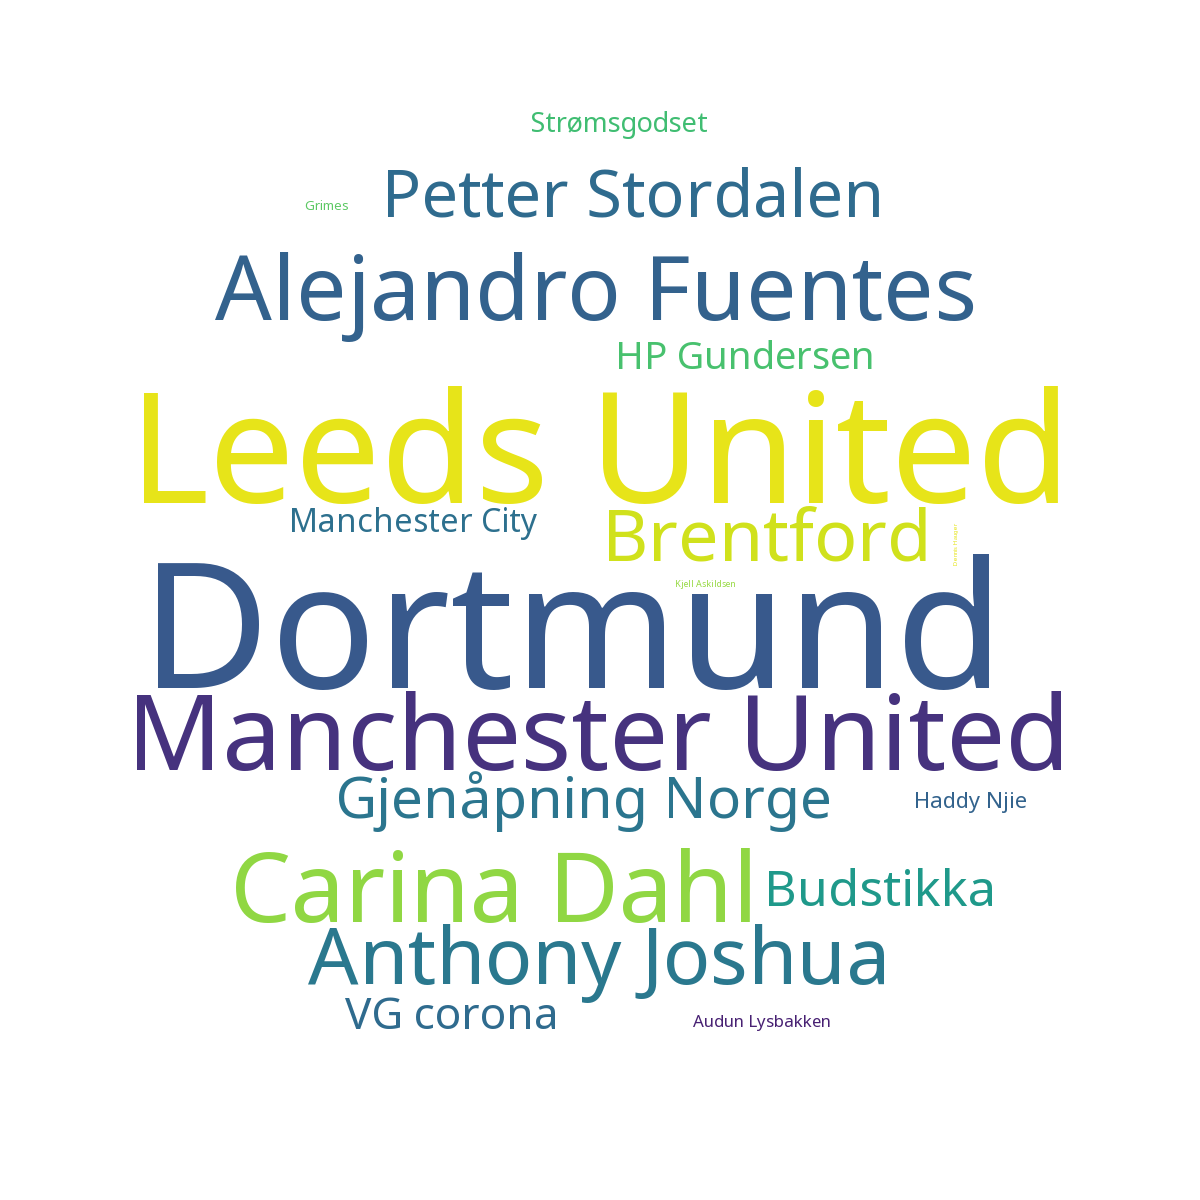 Strømsgodset
Petter Stordalen
Grimes
Alejandro Fuentes
HP Gundersen
Leeds United
Manchester City
Brentford
Dortmund
Kjell Askildsen
Manchester United
Gjenåpning Norge
Haddy Njie
Carina Dahl
Budstikka
Anthony Joshua
VG corona
Audun Lysbakken